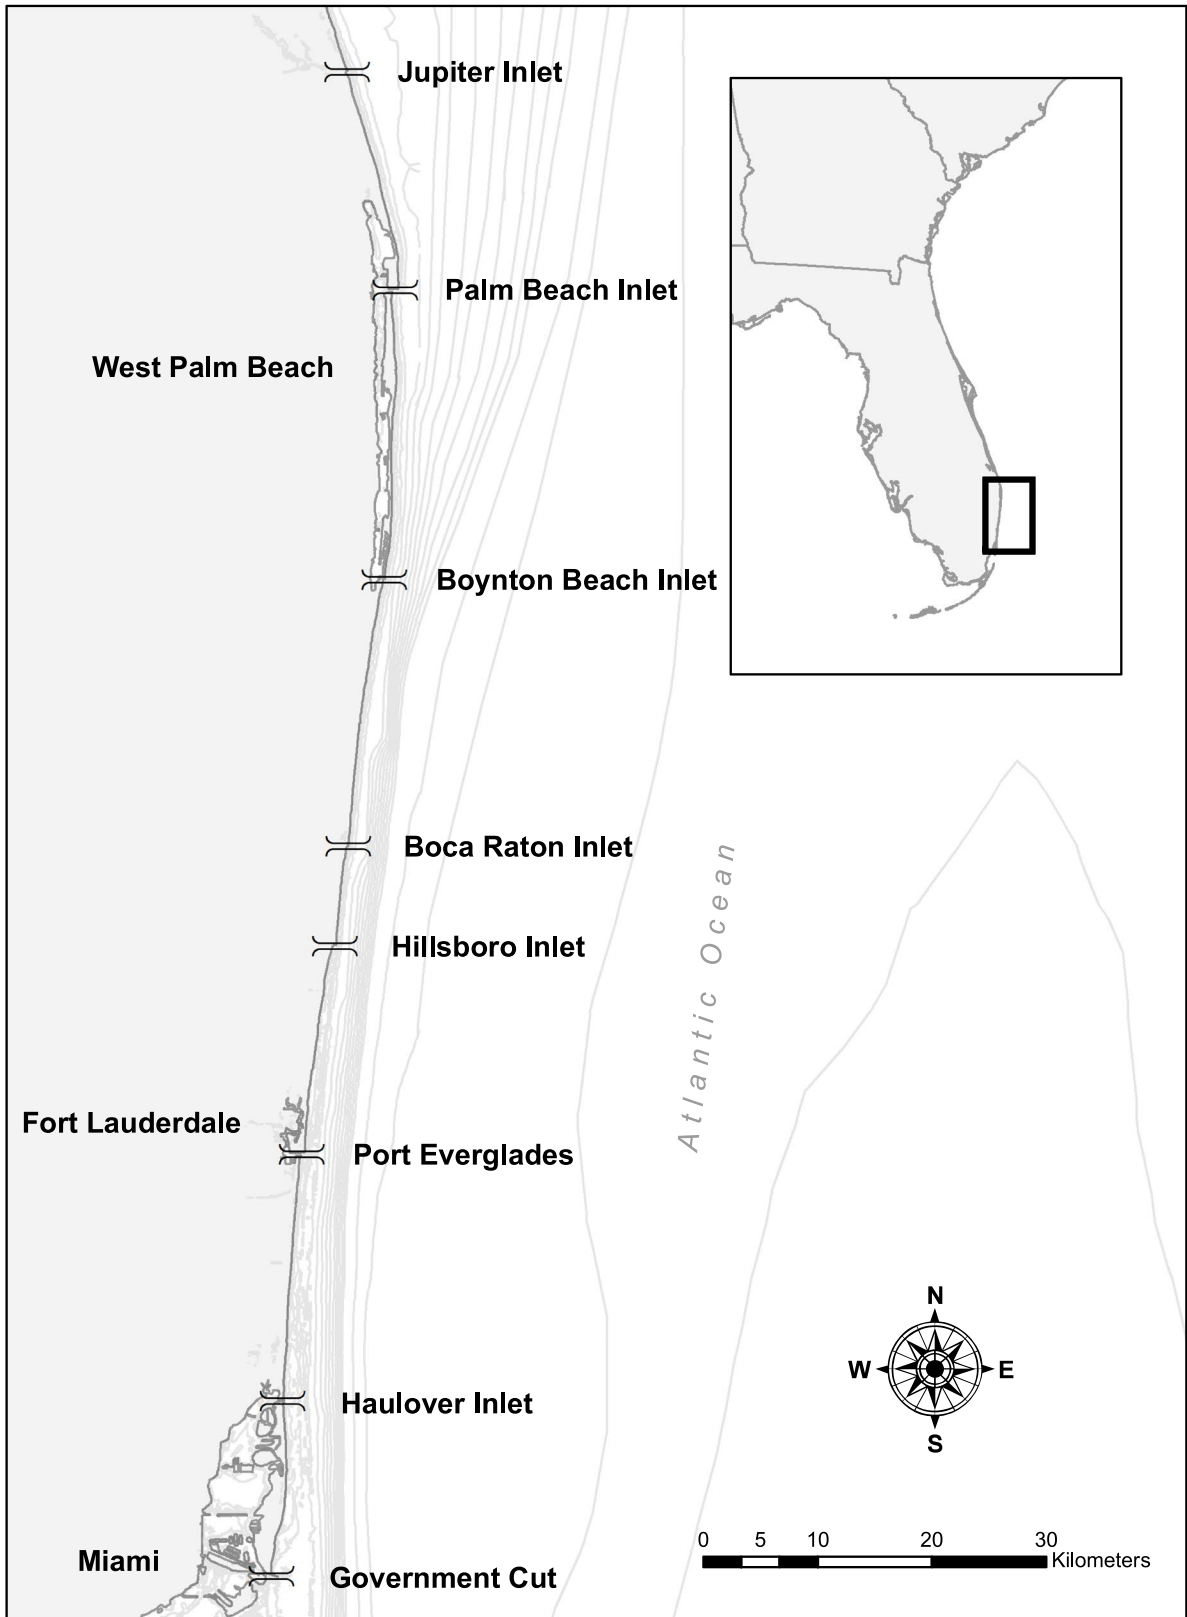 Jupiter Inlet
Palm Beach Inlet
West Palm Beach
Boynton Beach Inlet
Boca Raton Inlet
Atlantic Ocean
Hillsboro Inlet
Fort Lauderdale
Port Everglades
N
W E
S
Haulover Inlet
0 5 10 20 30
Kilometers
Miami
Government Cut